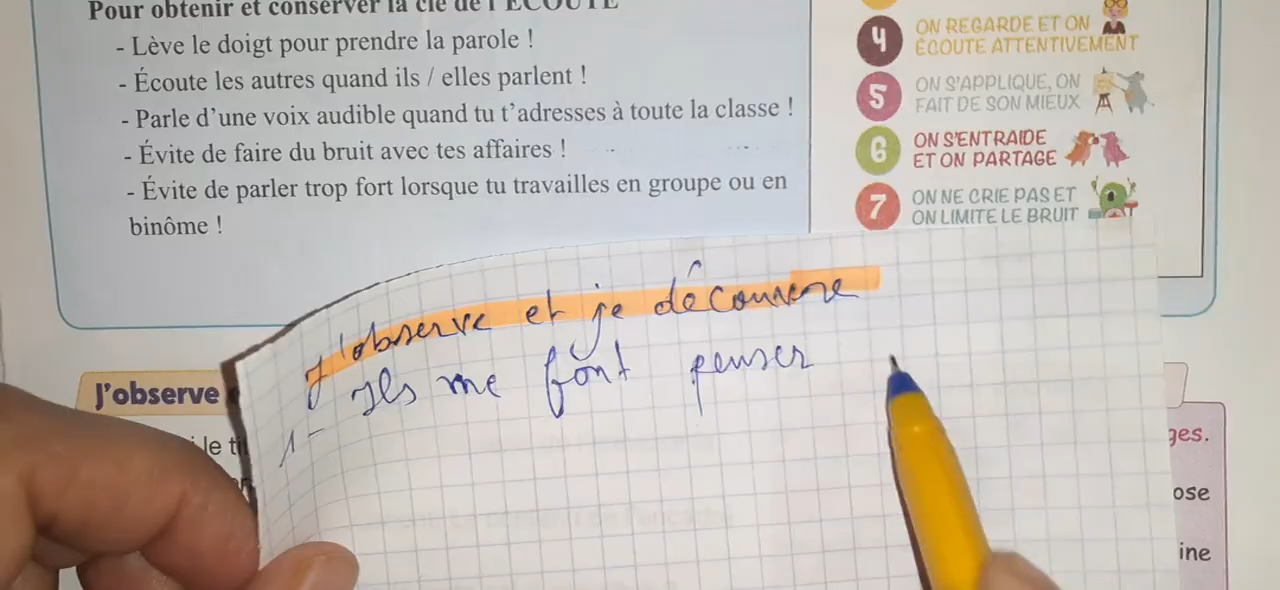 Pour obtenir et conserver la clé de l'ÉCOUTE
- Lève le doigt pour prendre la parole !
- Écoute les autres quand ils / elles parlent !
- Parle d'une voix audible quand tu t'adresses à toute la classe !
- Évite de faire du bruit avec tes affaires !
- Évite de parler trop fort lorsque tu travailles en groupe ou en
binôme !
4 ON REGARDE ET ON
ÉCOUTE ATTENTIVEMENT
5 ON S'APPLIQUE, ON
FAIT DE SON MIEUX
6 ON S'ENTRAIDE
ET ON PARTAGE
7 ON NE CRIE PAS ET
ON LIMITE LE BRUIT
J'observe et je découvre
1- Ils me font penser
J'observe
le ti
ges.
ose
ine